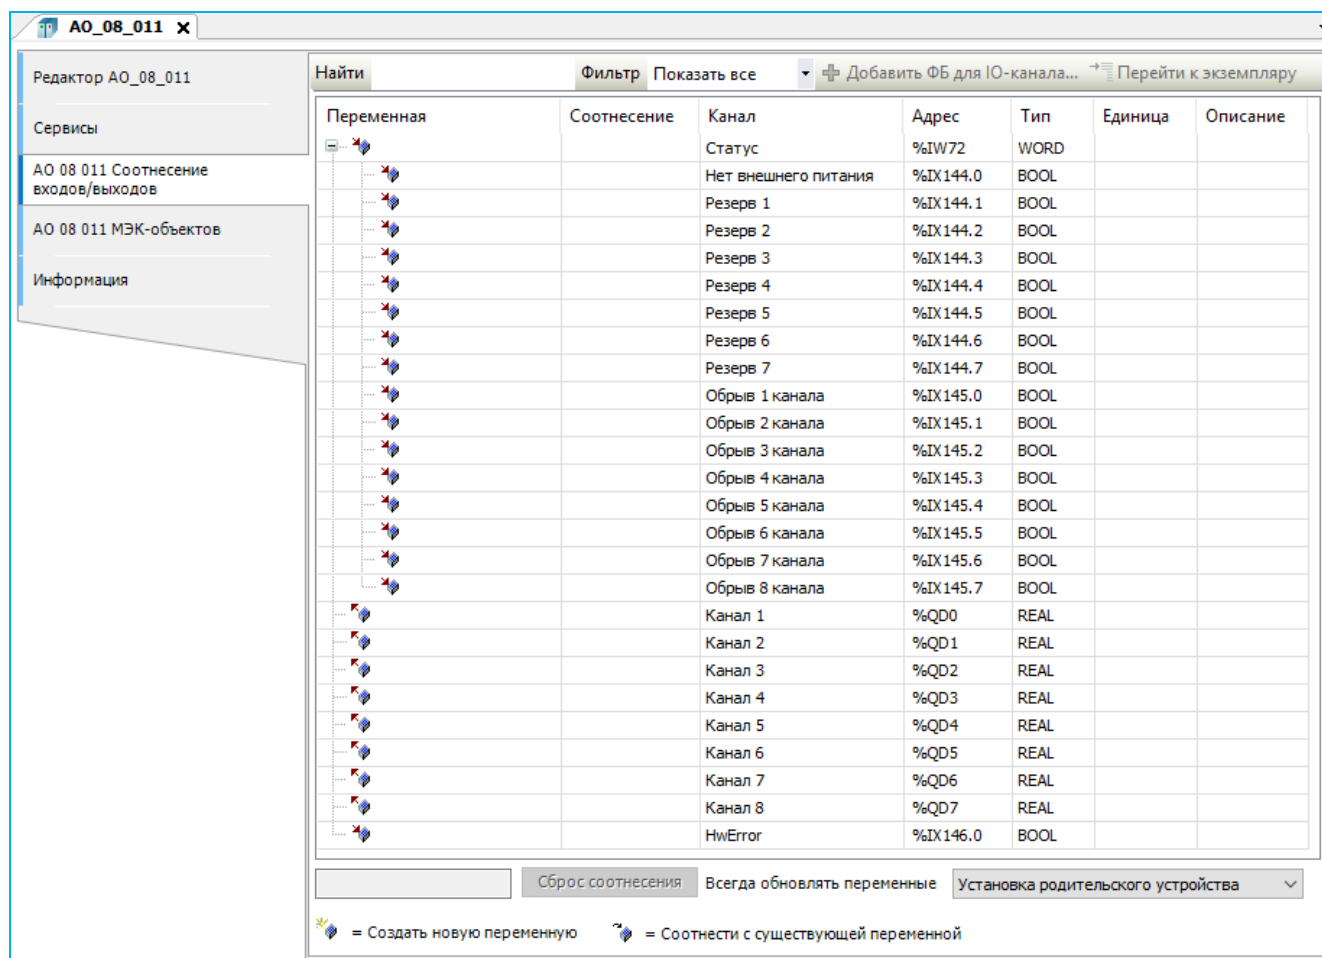 AO_08_011
Редактор AO_08_011
Сервисы
AO 08 011 Соотнесение
входов/выходов
AO 08 011 МЭК-объектов
Информация
Найти Фильтр Показать все Добавить ФБ для IO-канала... Перейти к экземпляру
Переменная Соотнесение Канал Адрес Тип Единица Описание
Статус %IW72 WORD
Нет внешнего питания %IX144.0 BOOL
Резерв 1 %IX144.1 BOOL
Резерв 2 %IX144.2 BOOL
Резерв 3 %IX144.3 BOOL
Резерв 4 %IX144.4 BOOL
Резерв 5 %IX144.5 BOOL
Резерв 6 %IX144.6 BOOL
Резерв 7 %IX144.7 BOOL
Обрыв 1 канала %IX145.0 BOOL
Обрыв 2 канала %IX145.1 BOOL
Обрыв 3 канала %IX145.2 BOOL
Обрыв 4 канала %IX145.3 BOOL
Обрыв 5 канала %IX145.4 BOOL
Обрыв 6 канала %IX145.5 BOOL
Обрыв 7 канала %IX145.6 BOOL
Обрыв 8 канала %IX145.7 BOOL
Канал 1 %QD0 REAL
Канал 2 %QD1 REAL
Канал 3 %QD2 REAL
Канал 4 %QD3 REAL
Канал 5 %QD4 REAL
Канал 6 %QD5 REAL
Канал 7 %QD6 REAL
Канал 8 %QD7 REAL
HwError %IX146.0 BOOL
Сброс соотнесения Всегда обновлять переменные Установка родительского устройства
= Создать новую переменную = Соотнести с существующей переменной